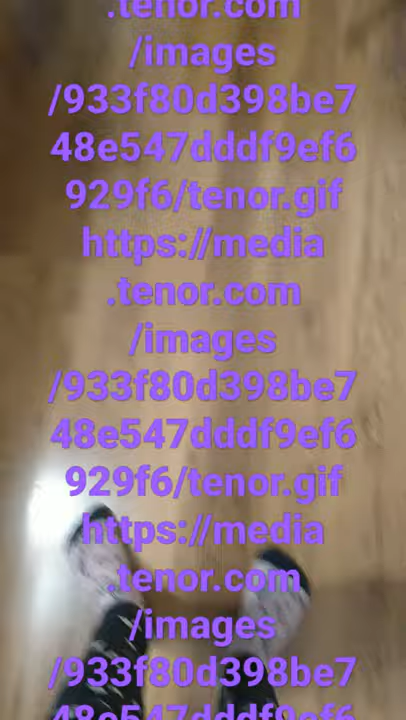 .tenor.com
/images
/933f80d398be7
48e547dddf9ef6
929f6/tenor.gif
https://media
.tenor.com
/images
/933f80d398be7
48e547dddf9ef6
929f6/tenor.gif
https://media
.tenor.com
/images
/933f80d398be7
48e547dddf9ef6